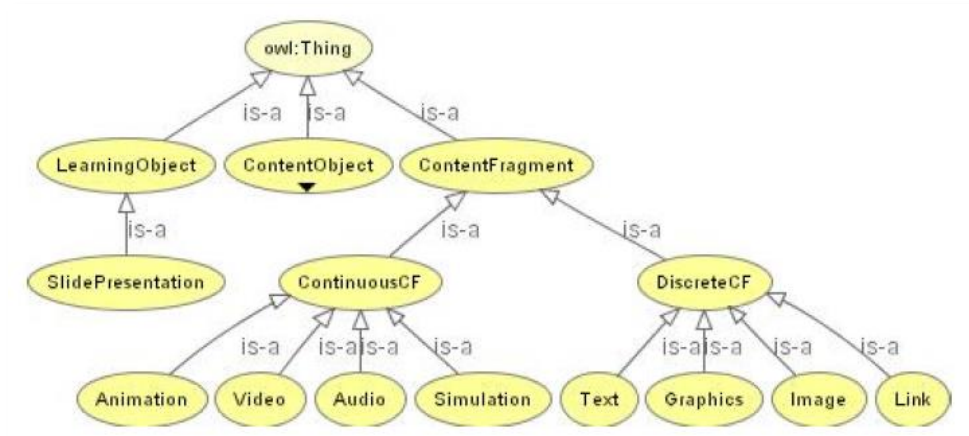 owl:Thing
is-a is-a is-a
LearningObject ContentObject ContentFragment
is-a is-a is-a
SlidePresentation ContinuousCF DiscreteCF
is-a is-a is-a is-a is-a is-a is-a is-a
Animation Video Audio Simulation Text Graphics Image Link